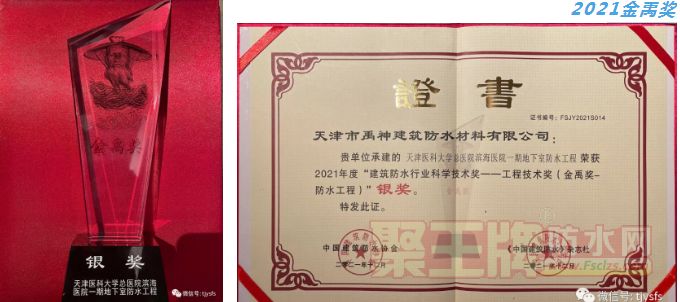 2021金禹奖
金禹奖
银奖
天津医科大学总医院滨海
医院一期地下室防水工程
微信号: tjysfs
證書
证书编号: FSJY2021S014
天津市禹神建筑防水材料有限公司:
贵单位承建的 天津医科大学总医院滨海医院一期地下室防水工程 荣获
2021年度“建筑防水行业科学技术奖——工程技术奖(金禹奖-
防水工程)”银奖。
特发此证。
中国建筑防水协会
《中国建筑防水》杂志社
二〇二一年十二月
二〇二一年十二月
聚王牌防水网
www.Fsclzs.com
微信号: tjysfs